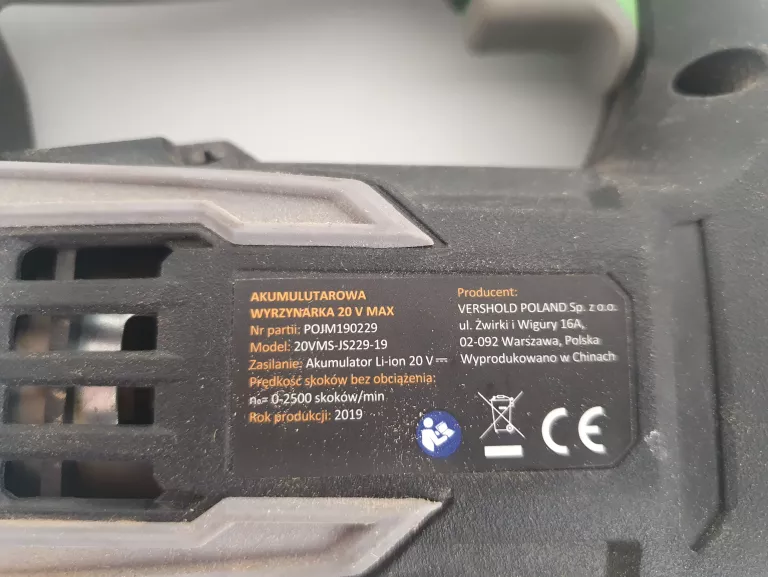 AKUMULUTAROWA
WYRZYNARKA 20 V MAX
Nr partii: POJM190229
Model: 20VMS-JS229-19
Zasilanie: Akumulator Li-ion 20 V
Prędkość skoków bez obciążenia:
n₀= 0-2500 skoków/min
Rok produkcji: 2019
Producent:
VERSHOLD POLAND Sp. z o.o.
ul. Żwirki i Wigury 16A,
02-092 Warszawa, Polska
Wyprodukowano w Chinach
CE